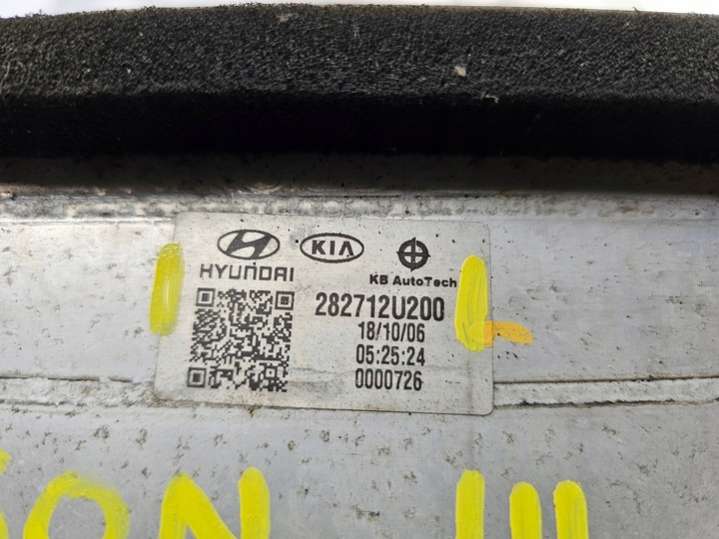 HYUNDAI KIA KB AutoTech
282712U200
18/10/06
05:25:24
0000726